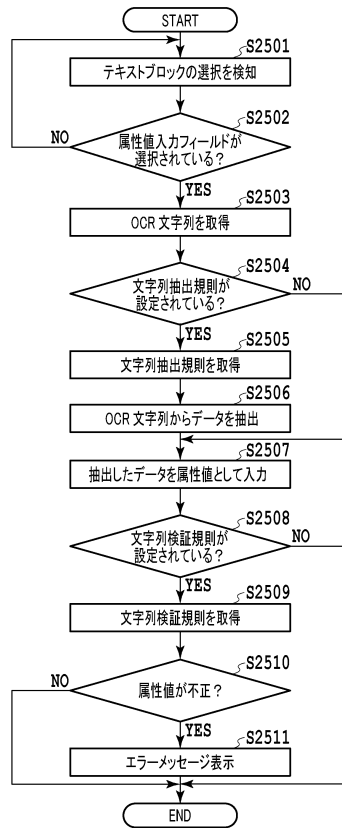 START
S2501
テキストブロックの選択を検知
S2502
属性値入力フィールドが
選択されている？
NO
YES
S2503
OCR 文字列を取得
S2504
文字列抽出規則が
設定されている？
NO
YES
S2505
文字列抽出規則を取得
S2506
OCR 文字列からデータを抽出
S2507
抽出したデータを属性値として入力
S2508
文字列検証規則が
設定されている？
NO
YES
S2509
文字列検証規則を取得
S2510
属性値が不正？
NO
YES
S2511
エラーメッセージ表示
END